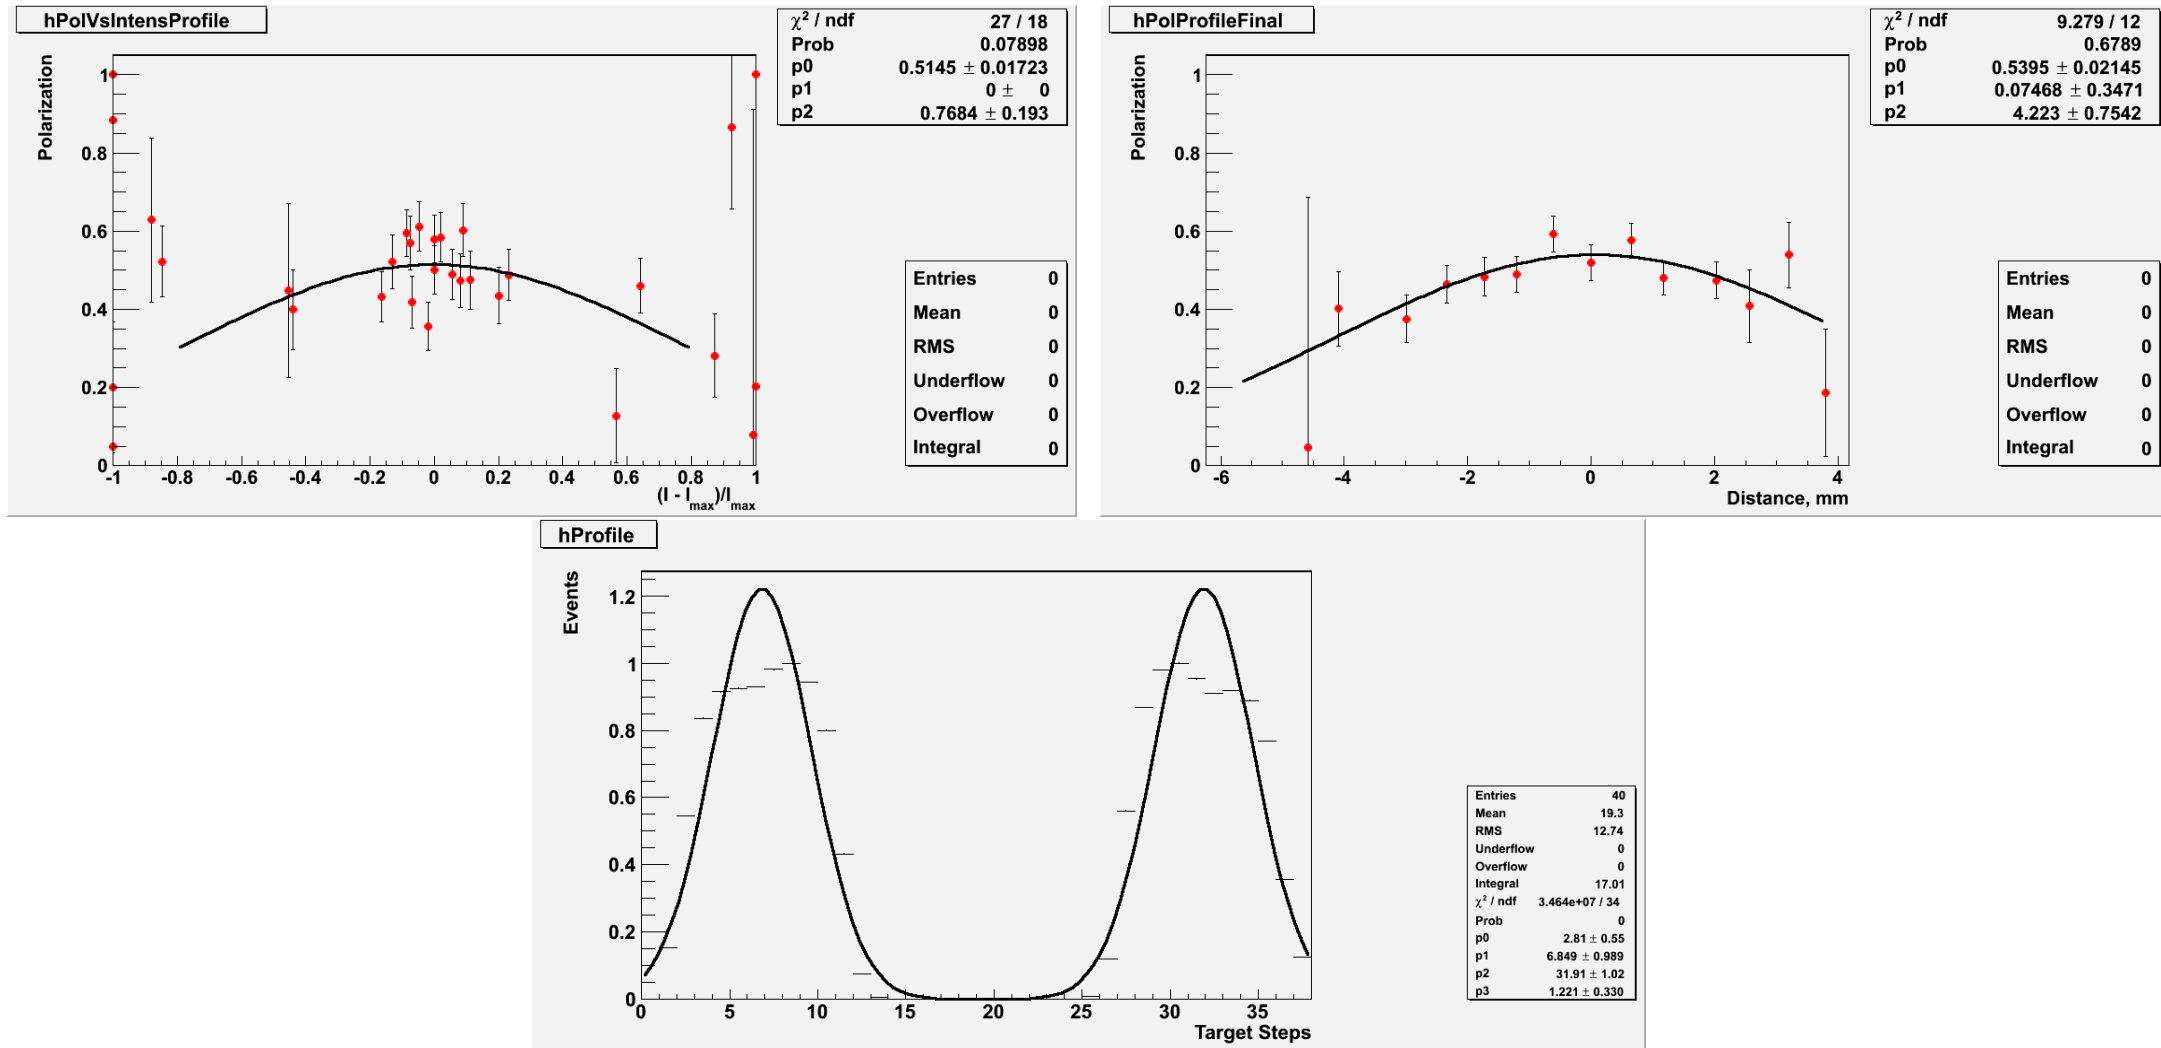 hPolVsIntensProfile
χ² / ndf 27 / 18
Prob 0.07898
p0 0.5145 ± 0.01723
p1 0 ± 0
p2 0.7684 ± 0.193
Polarization
1
0.8
0.6
0.4
0.2
0
-1 -0.8 -0.6 -0.4 -0.2 0 0.2 0.4 0.6 0.8 1
(I - Imax)/Imax
Entries 0
Mean 0
RMS 0
Underflow 0
Overflow 0
Integral 0
hPolProfileFinal
χ² / ndf 9.279 / 12
Prob 0.6789
p0 0.5395 ± 0.02145
p1 0.07468 ± 0.3471
p2 4.223 ± 0.7542
Polarization
1
0.8
0.6
0.4
0.2
0
-6 -4 -2 0 2 4
Distance, mm
Entries 0
Mean 0
RMS 0
Underflow 0
Overflow 0
Integral 0
hProfile
Events
1.2
1
0.8
0.6
0.4
0.2
0
0 5 10 15 20 25 30 35
Target Steps
Entries 40
Mean 19.3
RMS 12.74
Underflow 0
Overflow 0
Integral 17.01
χ² / ndf 3.464e+07 / 34
Prob 0
p0 2.81 ± 0.55
p1 6.849 ± 0.989
p2 31.91 ± 1.02
p3 1.221 ± 0.330